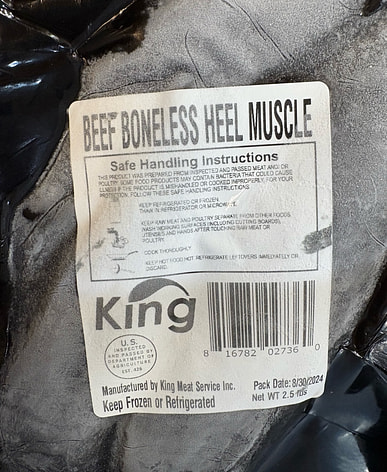 BEEF BONELESS HEEL MUSCLE
Safe Handling Instructions
THIS PRODUCT WAS PREPARED FROM INSPECTED AND PASSED MEAT AND/OR
POULTRY. SOME FOOD PRODUCTS MAY CONTAIN BACTERIA THAT COULD CAUSE
ILLNESS IF THE PRODUCT IS MISHANDLED OR COOKED IMPROPERLY. FOR YOUR
PROTECTION, FOLLOW THESE SAFE HANDLING INSTRUCTIONS.
KEEP REFRIGERATED OR FROZEN.
THAW IN REFRIGERATOR OR MICROWAVE.
KEEP RAW MEAT AND POULTRY SEPARATE FROM OTHER FOODS.
WASH WORKING SURFACES (INCLUDING CUTTING BOARDS),
UTENSILS AND HANDS AFTER TOUCHING RAW MEAT OR
POULTRY.
COOK THOROUGHLY.
KEEP HOT FOOD HOT. REFRIGERATE LEFTOVERS IMMEDIATELY OR
DISCARD.
King
U.S.
INSPECTED
AND PASSED BY
DEPARTMENT OF
AGRICULTURE
EST.
8 16782 02736 0
Manufactured by King Meat Service Inc.
Pack Date: 8/30/2024
Keep Frozen or Refrigerated
Net WT 2.5 lbs